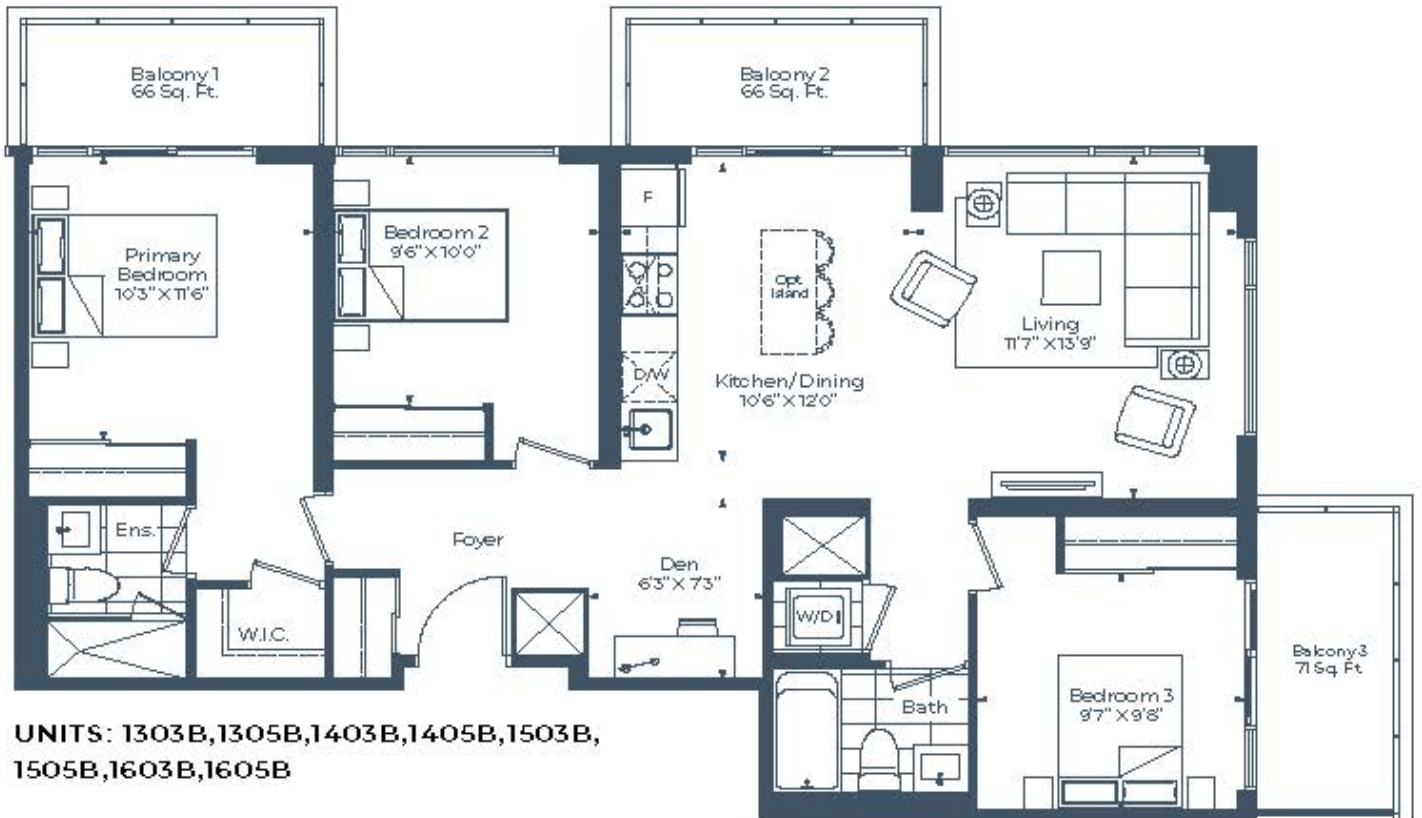 Balcony 1
66 Sq. Ft.
Balcony 2
66 Sq. Ft.
Primary
Bedroom
10'3" X 11'6"
Bedroom 2
9'6" X 10'0"
F
Opt
Island
D/W
Kitchen/Dining
10'6" X 12'0"
Living
11'7" X 13'9"
Ens.
Foyer
Den
6'3" X 7'3"
W.I.C.
W/D
Bath
Bedroom 3
9'7" X 9'8"
Balcony 3
71 Sq. Ft
UNITS: 1303B,1305B,1403B,1405B,1503B,
1505B,1603B,1605B